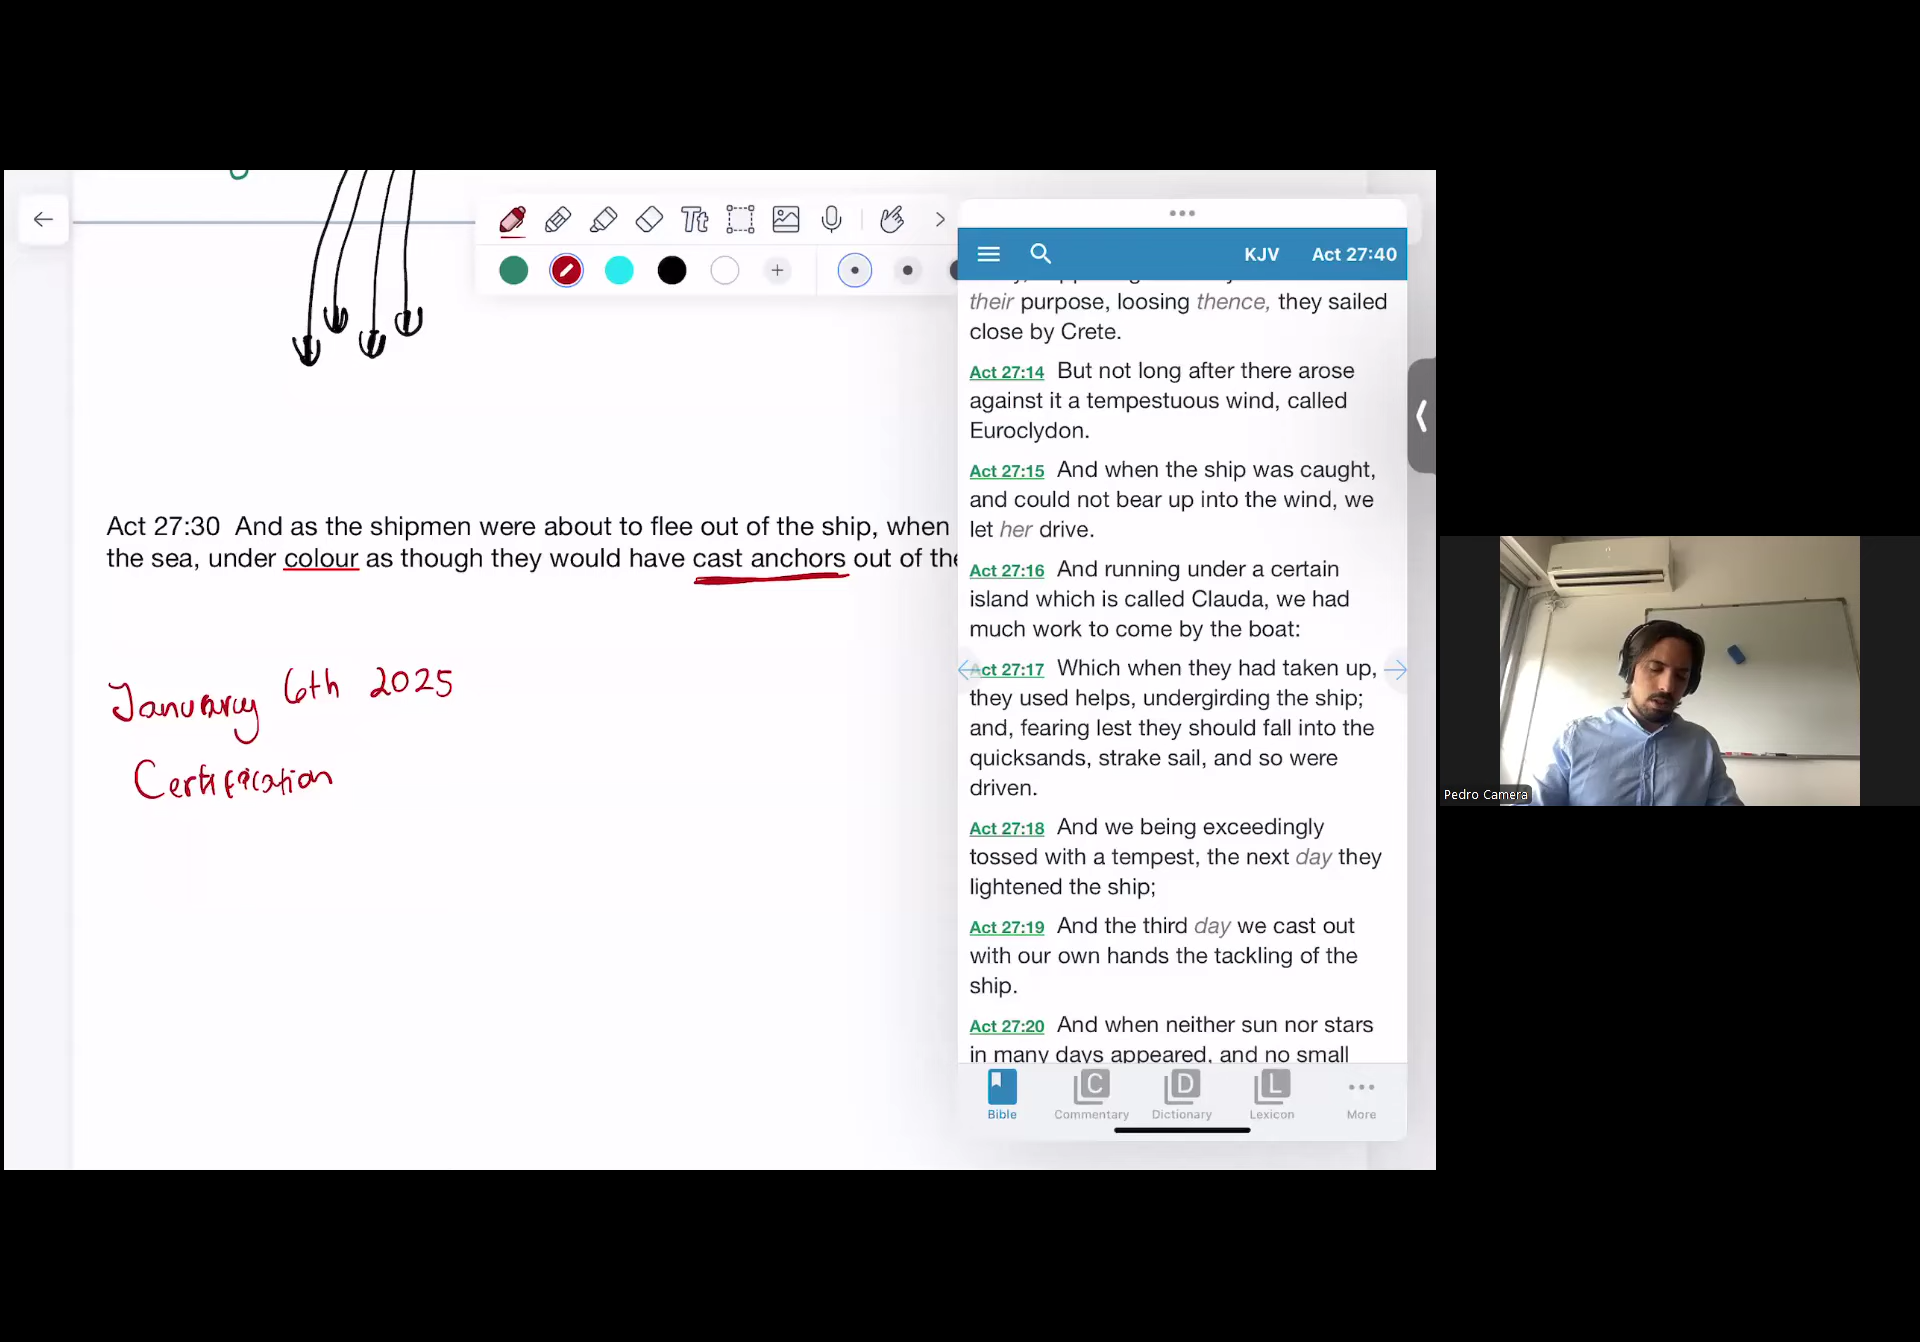 Act 27:30 And as the shipmen were about to flee out of the ship, when
the sea, under colour as though they would have cast anchors out of the
January 6th 2025
Certification
Tt
KJV Act 27:40
their purpose, loosing thence, they sailed
close by Crete.
Act 27:14 But not long after there arose
against it a tempestuous wind, called
Euroclydon.
Act 27:15 And when the ship was caught,
and could not bear up into the wind, we
let her drive.
Act 27:16 And running under a certain
island which is called Clauda, we had
much work to come by the boat:
Act 27:17 Which when they had taken up,
they used helps, undergirding the ship;
and, fearing lest they should fall into the
quicksands, strake sail, and so were
driven.
Act 27:18 And we being exceedingly
tossed with a tempest, the next day they
lightened the ship;
Act 27:19 And the third day we cast out
with our own hands the tackling of the
ship.
Act 27:20 And when neither sun nor stars
in many days appeared, and no small
C D L
Bible Commentary Dictionary Lexicon More
Pedro Camera